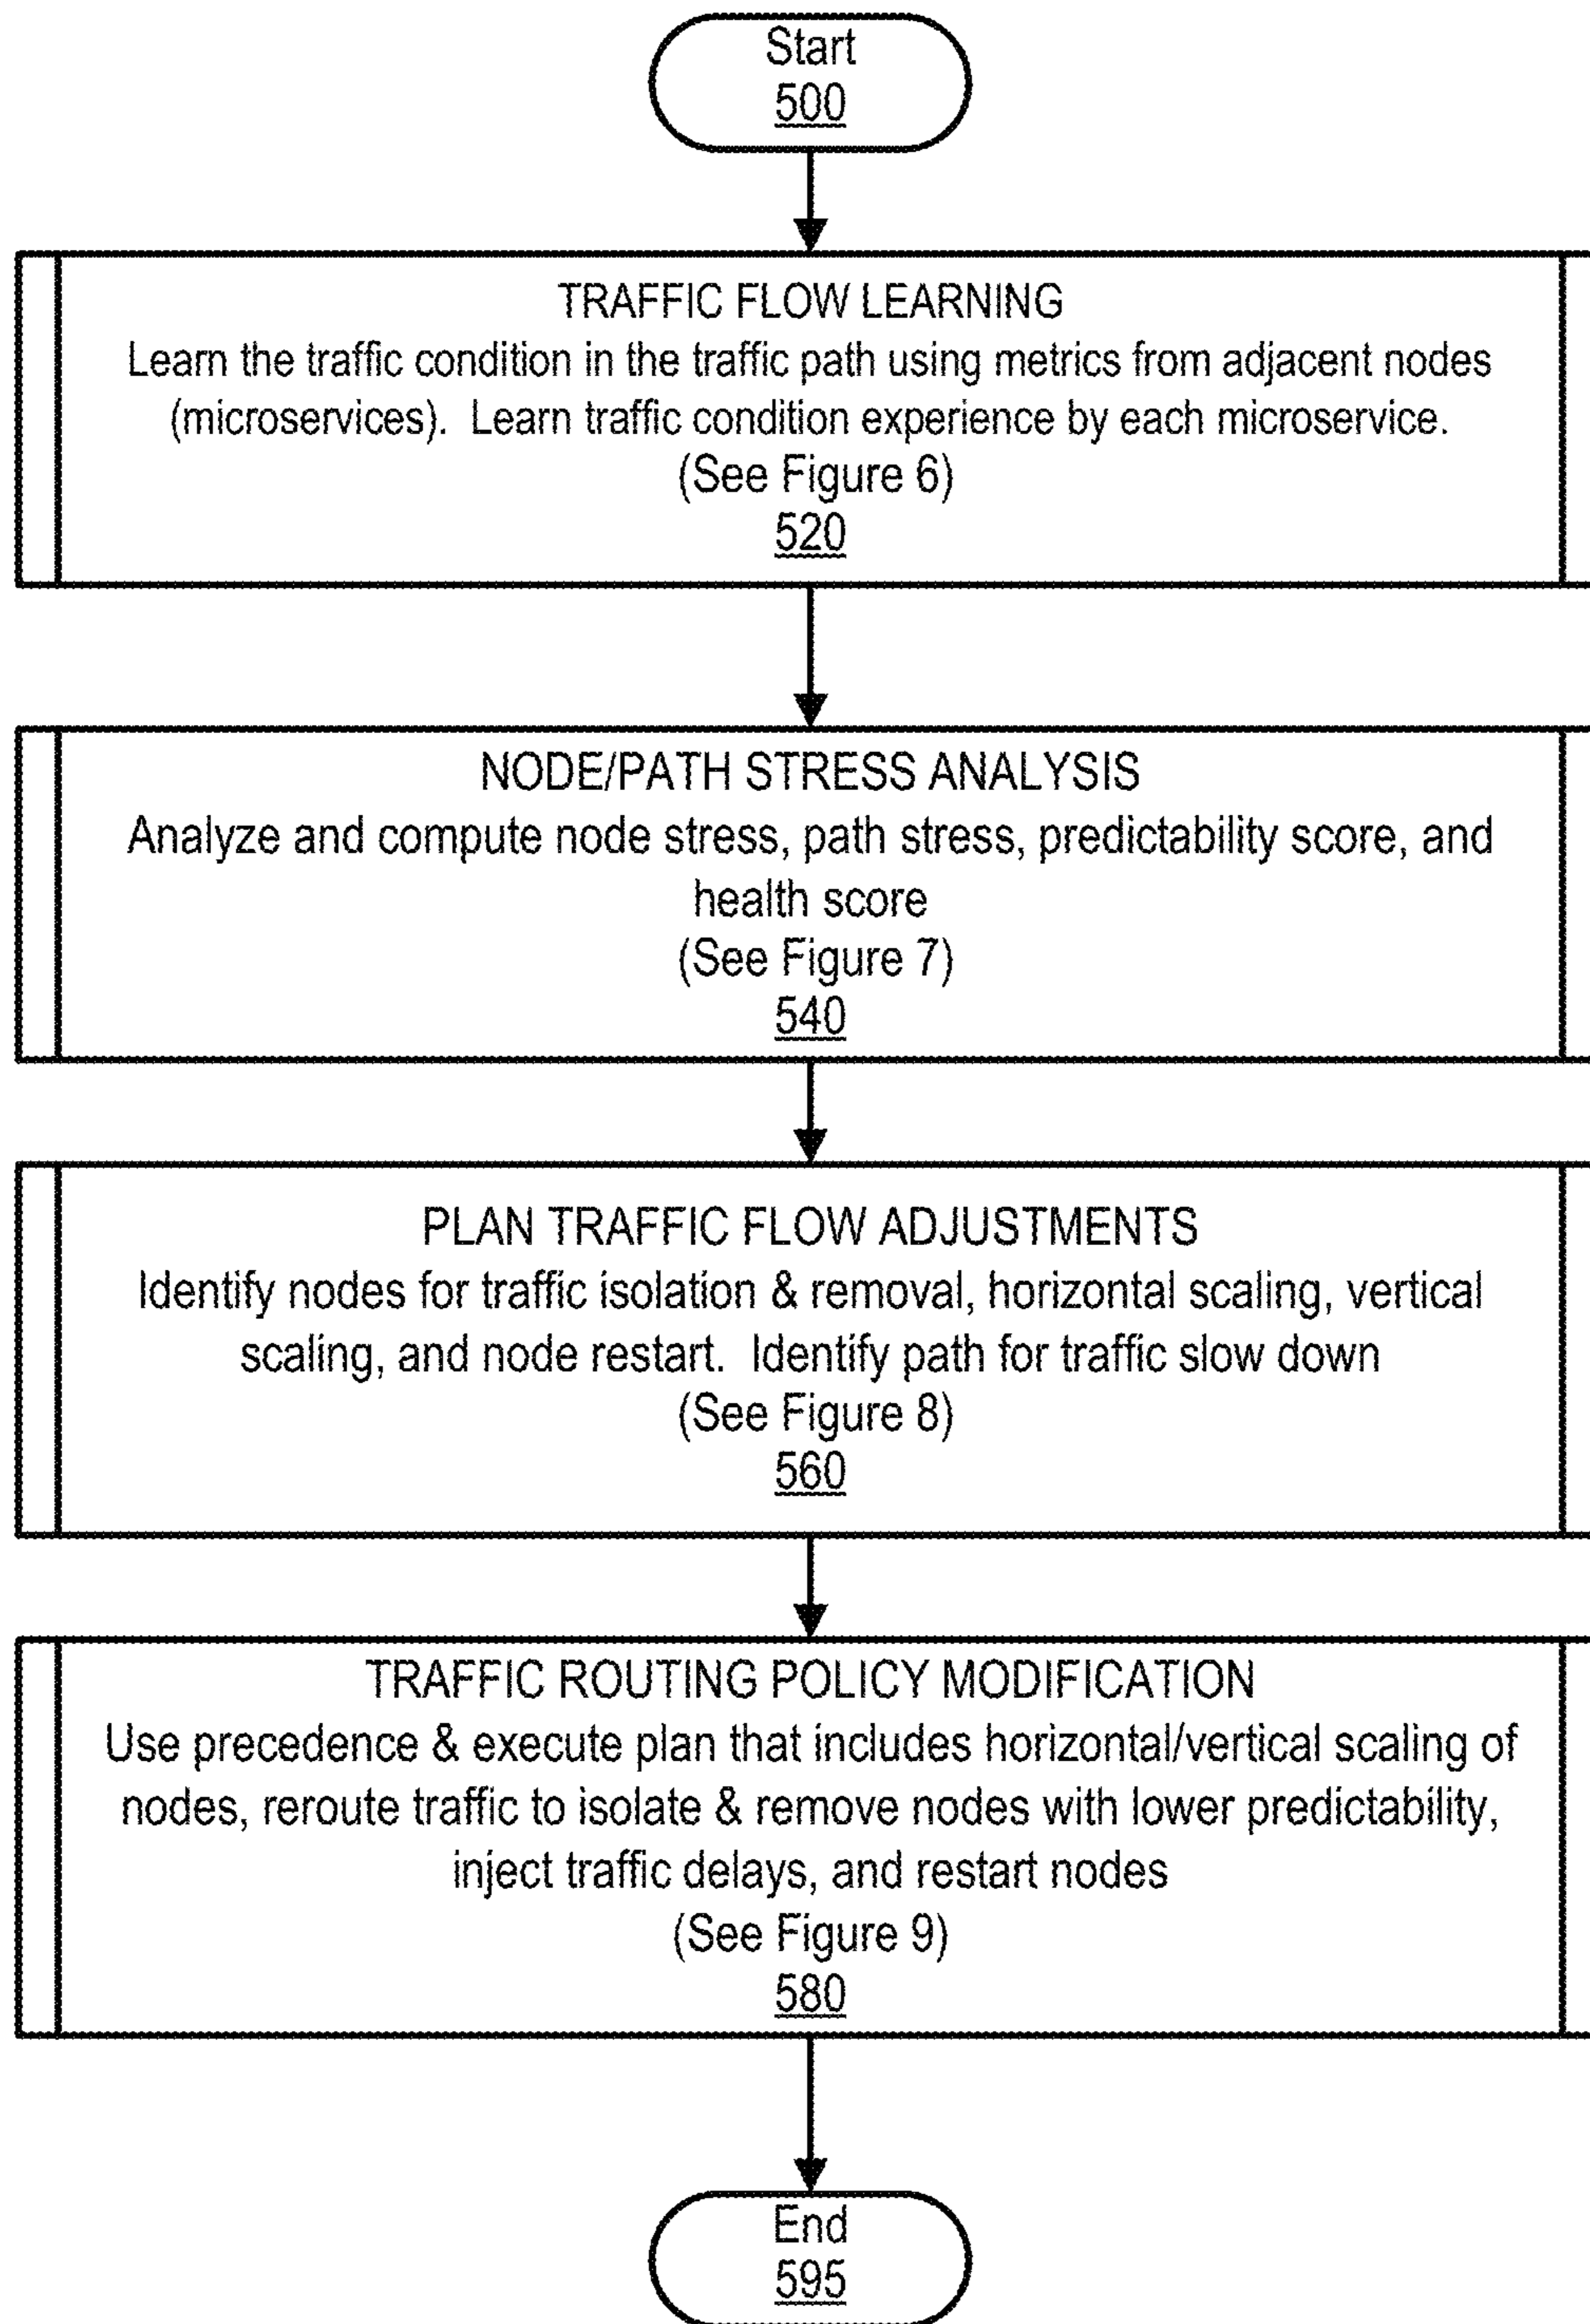 Start
500
TRAFFIC FLOW LEARNING
Learn the traffic condition in the traffic path using metrics from adjacent nodes
(microservices).  Learn traffic condition experience by each microservice.
(See Figure 6)
520
NODE/PATH STRESS ANALYSIS
Analyze and compute node stress, path stress, predictability score, and
health score
(See Figure 7)
540
PLAN TRAFFIC FLOW ADJUSTMENTS
Identify nodes for traffic isolation & removal, horizontal scaling, vertical
scaling, and node restart.  Identify path for traffic slow down
(See Figure 8)
560
TRAFFIC ROUTING POLICY MODIFICATION
Use precedence & execute plan that includes horizontal/vertical scaling of
nodes, reroute traffic to isolate & remove nodes with lower predictability,
inject traffic delays, and restart nodes
(See Figure 9)
580
End
595